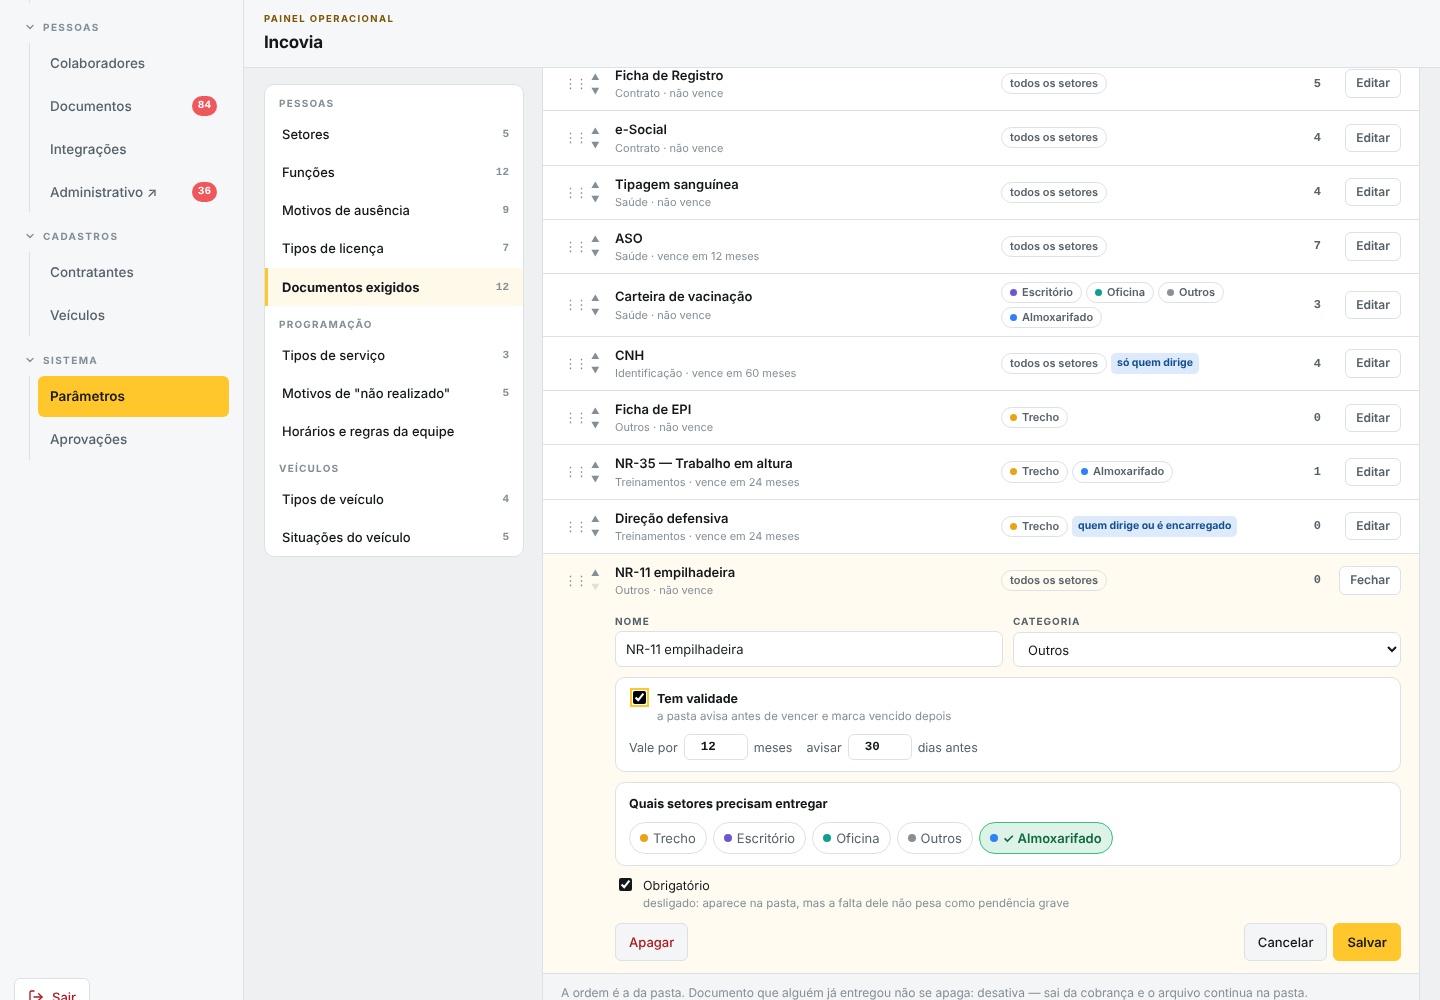 PESSOAS
Colaboradores
Documentos 84
Integrações
Administrativo ↗ 36
CADASTROS
Contratantes
Veículos
SISTEMA
Parâmetros
Aprovações
Sair
PAINEL OPERACIONAL
Incovia
PESSOAS
Setores 5
Funções 12
Motivos de ausência 9
Tipos de licença 7
Documentos exigidos 12
PROGRAMAÇÃO
Tipos de serviço 3
Motivos de "não realizado" 5
Horários e regras da equipe
VEÍCULOS
Tipos de veículo 4
Situações do veículo 5
Ficha de Registro
Contrato · não vence
todos os setores 5 Editar
e-Social
Contrato · não vence
todos os setores 4 Editar
Tipagem sanguínea
Saúde · não vence
todos os setores 4 Editar
ASO
Saúde · vence em 12 meses
todos os setores 7 Editar
Carteira de vacinação
Saúde · não vence
Escritório Oficina Outros
Almoxarifado
3 Editar
CNH
Identificação · vence em 60 meses
todos os setores só quem dirige 4 Editar
Ficha de EPI
Outros · não vence
Trecho 0 Editar
NR-35 — Trabalho em altura
Treinamentos · vence em 24 meses
Trecho Almoxarifado 1 Editar
Direção defensiva
Treinamentos · vence em 24 meses
Trecho quem dirige ou é encarregado 0 Editar
NR-11 empilhadeira
Outros · não vence
todos os setores 0 Fechar
NOME CATEGORIA
NR-11 empilhadeira Outros
Tem validade
a pasta avisa antes de vencer e marca vencido depois
Vale por 12 meses avisar 30 dias antes
Quais setores precisam entregar
Trecho Escritório Oficina Outros ✓ Almoxarifado
Obrigatório
desligado: aparece na pasta, mas a falta dele não pesa como pendência grave
Apagar Cancelar Salvar
A ordem é a da pasta. Documento que alguém já entregou não se apaga: desativa — sai da cobrança e o arquivo continua na pasta.